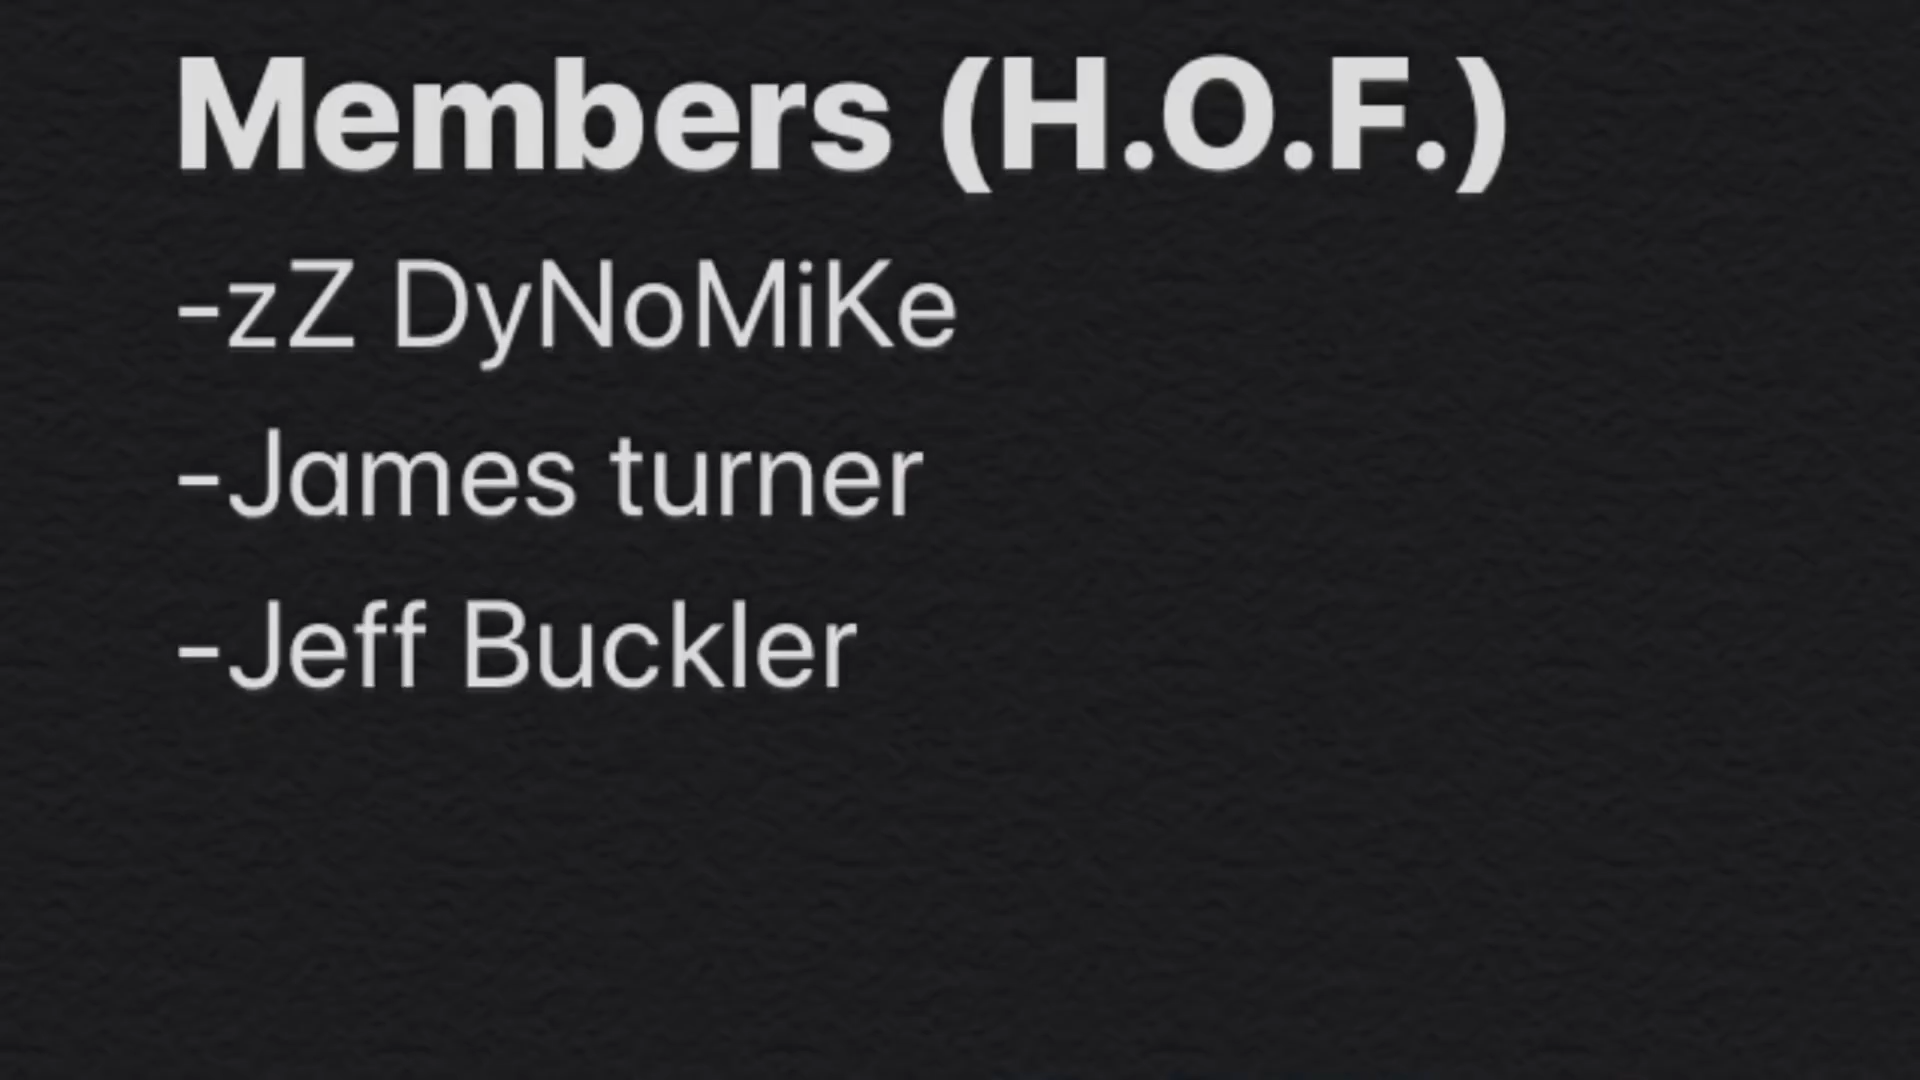 Members (H.O.F.)
-zZ DyNoMiKe
-James turner
-Jeff Buckler